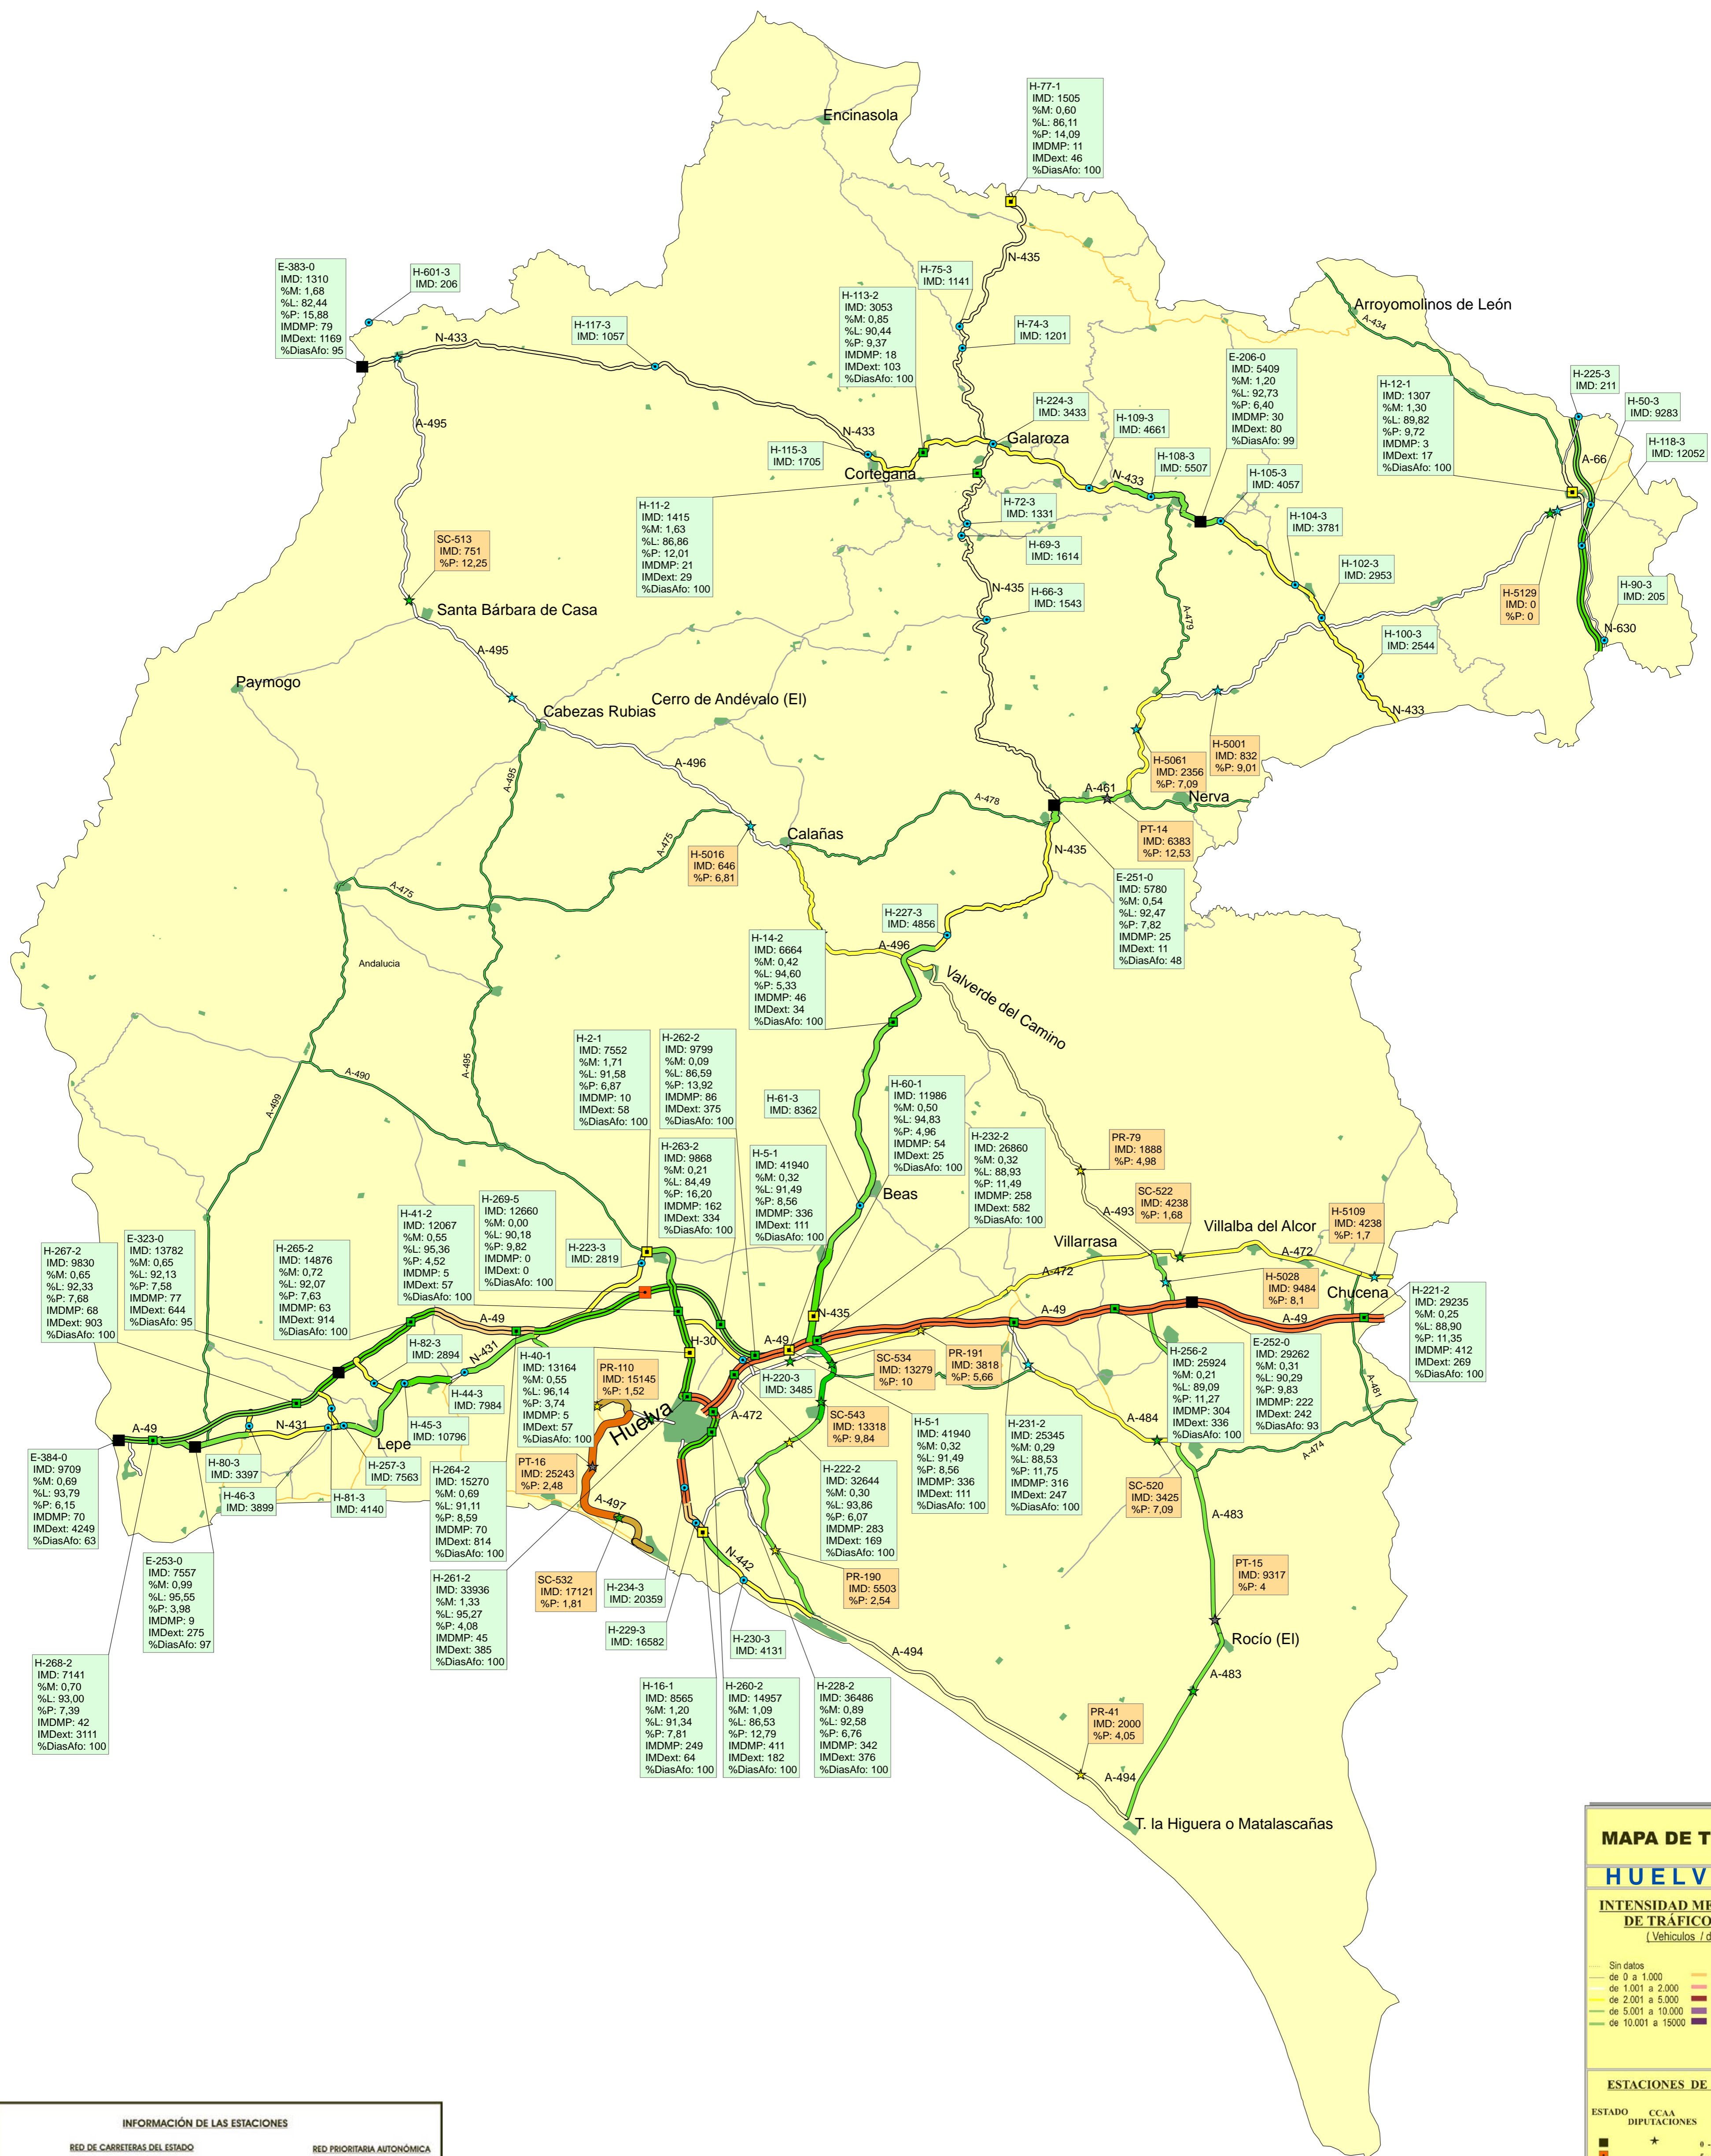 Encinasola
H-77-1
IMD: 1505
%M: 0,60
%L: 86,11
%P: 14,09
IMDMP: 11
IMDext: 46
%DiasAfo: 100
N-435
E-383-0
IMD: 1310
%M: 1,68
%L: 82,44
%P: 15,88
IMDMP: 79
IMDext: 1169
%DiasAfo: 95
H-601-3
IMD: 206
N-433
H-117-3
IMD: 1057
H-113-2
IMD: 3053
%M: 0,85
%L: 90,44
%P: 9,37
IMDMP: 18
IMDext: 103
%DiasAfo: 100
H-75-3
IMD: 1141
H-74-3
IMD: 1201
Arroyomolinos de León
A-434
E-206-0
IMD: 5409
%M: 1,20
%L: 92,73
%P: 6,40
IMDMP: 30
IMDext: 80
%DiasAfo: 99
H-12-1
IMD: 1307
%M: 1,30
%L: 89,82
%P: 9,72
IMDMP: 3
IMDext: 17
%DiasAfo: 100
H-225-3
IMD: 211
H-50-3
IMD: 9283
H-118-3
IMD: 12052
A-66
A-495
N-433
H-224-3
IMD: 3433
H-109-3
IMD: 4661
Galaroza
H-115-3
IMD: 1705
Cortegana
H-108-3
IMD: 5507
N-433
H-105-3
IMD: 4057
H-11-2
IMD: 1415
%M: 1,63
%L: 86,86
%P: 12,01
IMDMP: 21
IMDext: 29
%DiasAfo: 100
H-72-3
IMD: 1331
H-69-3
IMD: 1614
H-104-3
IMD: 3781
SC-513
IMD: 751
%P: 12,25
H-102-3
IMD: 2953
N-435
H-66-3
IMD: 1543
H-5129
IMD: 0
%P: 0
H-90-3
IMD: 205
N-630
Santa Bárbara de Casa
A-479
H-100-3
IMD: 2544
A-495
Paymogo
Cerro de Andévalo (El)
Cabezas Rubias
N-433
A-496
H-5001
IMD: 832
%P: 9,01
H-5061
IMD: 2356
%P: 7,09
A-495
A-461
Nerva
A-478
PT-14
IMD: 6383
%P: 12,53
Calañas
A-475
H-5016
IMD: 646
%P: 6,81
N-435
A-475
E-251-0
IMD: 5780
%M: 0,54
%L: 92,47
%P: 7,82
IMDMP: 25
IMDext: 11
%DiasAfo: 48
H-227-3
IMD: 4856
H-14-2
IMD: 6664
%M: 0,42
%L: 94,60
%P: 5,33
IMDMP: 46
IMDext: 34
%DiasAfo: 100
A-496
Andalucia
Valverde del Camino
H-2-1
IMD: 7552
%M: 1,71
%L: 91,58
%P: 6,87
IMDMP: 10
IMDext: 58
%DiasAfo: 100
H-262-2
IMD: 9799
%M: 0,09
%L: 86,59
%P: 13,92
IMDMP: 86
IMDext: 375
%DiasAfo: 100
A-495
A-490
A-499
H-61-3
IMD: 8362
H-60-1
IMD: 11986
%M: 0,50
%L: 94,83
%P: 4,96
IMDMP: 54
IMDext: 25
%DiasAfo: 100
H-232-2
IMD: 26860
%M: 0,32
%L: 88,93
%P: 11,49
IMDMP: 258
IMDext: 582
%DiasAfo: 100
PR-79
IMD: 1888
%P: 4,98
H-263-2
IMD: 9868
%M: 0,21
%L: 84,49
%P: 16,20
IMDMP: 162
IMDext: 334
%DiasAfo: 100
H-5-1
IMD: 41940
%M: 0,32
%L: 91,49
%P: 8,56
IMDMP: 336
IMDext: 111
%DiasAfo: 100
Beas
SC-522
IMD: 4238
%P: 1,68
H-5109
IMD: 4238
%P: 1,7
A-493
Villalba del Alcor
Villarrasa
A-472
H-269-5
IMD: 12660
%M: 0,00
%L: 90,18
%P: 9,82
IMDMP: 0
IMDext: 0
%DiasAfo: 100
H-41-2
IMD: 12067
%M: 0,55
%L: 95,36
%P: 4,52
IMDMP: 5
IMDext: 57
%DiasAfo: 100
H-223-3
IMD: 2819
E-323-0
IMD: 13782
%M: 0,65
%L: 92,13
%P: 7,58
IMDMP: 77
IMDext: 644
%DiasAfo: 95
H-267-2
IMD: 9830
%M: 0,65
%L: 92,33
%P: 7,68
IMDMP: 68
IMDext: 903
%DiasAfo: 100
H-265-2
IMD: 14876
%M: 0,72
%L: 92,07
%P: 7,63
IMDMP: 63
IMDext: 914
%DiasAfo: 100
A-472
H-5028
IMD: 9484
%P: 8,1
Chucena
H-221-2
IMD: 29235
%M: 0,25
%L: 88,90
%P: 11,35
IMDMP: 412
IMDext: 269
%DiasAfo: 100
A-49
N-435
A-49
A-49
H-30
A-49
H-82-3
IMD: 2894
N-431
H-40-1
IMD: 13164
%M: 0,55
%L: 96,14
%P: 3,74
IMDMP: 5
IMDext: 57
%DiasAfo: 100
PR-110
IMD: 15145
%P: 1,52
H-220-3
IMD: 3485
SC-534
IMD: 13279
%P: 10
PR-191
IMD: 3818
%P: 5,66
H-256-2
IMD: 25924
%M: 0,21
%L: 89,09
%P: 11,27
IMDMP: 304
IMDext: 336
%DiasAfo: 100
E-252-0
IMD: 29262
%M: 0,31
%L: 90,29
%P: 9,83
IMDMP: 222
IMDext: 242
%DiasAfo: 93
A-481
H-44-3
IMD: 7984
H-45-3
IMD: 10796
A-472
SC-543
IMD: 13318
%P: 9,84
H-5-1
IMD: 41940
%M: 0,32
%L: 91,49
%P: 8,56
IMDMP: 336
IMDext: 111
%DiasAfo: 100
H-231-2
IMD: 25345
%M: 0,29
%L: 88,53
%P: 11,75
IMDMP: 316
IMDext: 247
%DiasAfo: 100
A-484
A-49
N-431
Lepe
Huelva
A-474
E-384-0
IMD: 9709
%M: 0,69
%L: 93,79
%P: 6,15
IMDMP: 70
IMDext: 4249
%DiasAfo: 63
H-80-3
IMD: 3397
H-257-3
IMD: 7563
H-264-2
IMD: 15270
%M: 0,69
%L: 91,11
%P: 8,59
IMDMP: 70
IMDext: 814
%DiasAfo: 100
PT-16
IMD: 25243
%P: 2,48
H-222-2
IMD: 32644
%M: 0,30
%L: 93,86
%P: 6,07
IMDMP: 283
IMDext: 169
%DiasAfo: 100
SC-520
IMD: 3425
%P: 7,09
H-46-3
IMD: 3899
H-81-3
IMD: 4140
A-497
A-483
E-253-0
IMD: 7557
%M: 0,99
%L: 95,55
%P: 3,98
IMDMP: 9
IMDext: 275
%DiasAfo: 97
N-442
PT-15
IMD: 9317
%P: 4
H-261-2
IMD: 33936
%M: 1,33
%L: 95,27
%P: 4,08
IMDMP: 45
IMDext: 385
%DiasAfo: 100
SC-532
IMD: 17121
%P: 1,81
H-234-3
IMD: 20359
PR-190
IMD: 5503
%P: 2,54
H-229-3
IMD: 16582
H-230-3
IMD: 4131
Rocío (El)
A-494
H-268-2
IMD: 7141
%M: 0,70
%L: 93,00
%P: 7,39
IMDMP: 42
IMDext: 3111
%DiasAfo: 100
H-16-1
IMD: 8565
%M: 1,20
%L: 91,34
%P: 7,81
IMDMP: 249
IMDext: 64
%DiasAfo: 100
H-260-2
IMD: 14957
%M: 1,09
%L: 86,53
%P: 12,79
IMDMP: 411
IMDext: 182
%DiasAfo: 100
H-228-2
IMD: 36486
%M: 0,89
%L: 92,58
%P: 6,76
IMDMP: 342
IMDext: 376
%DiasAfo: 100
A-483
PR-41
IMD: 2000
%P: 4,05
A-494
T. la Higuera o Matalascañas
MAPA DE T
HUELV
INTENSIDAD ME
DE TRÁFICO
( Vehiculos / d
Sin datos
de 0 a 1.000
de 1.001 a 2.000
de 2.001 a 5.000
de 5.001 a 10.000
de 10.001 a 15000
ESTACIONES DE
ESTADO CCAA
DIPUTACIONES
0 -
INFORMACIÓN DE LAS ESTACIONES
RED DE CARRETERAS DEL ESTADO RED PRIORITARIA AUTONÓMICA